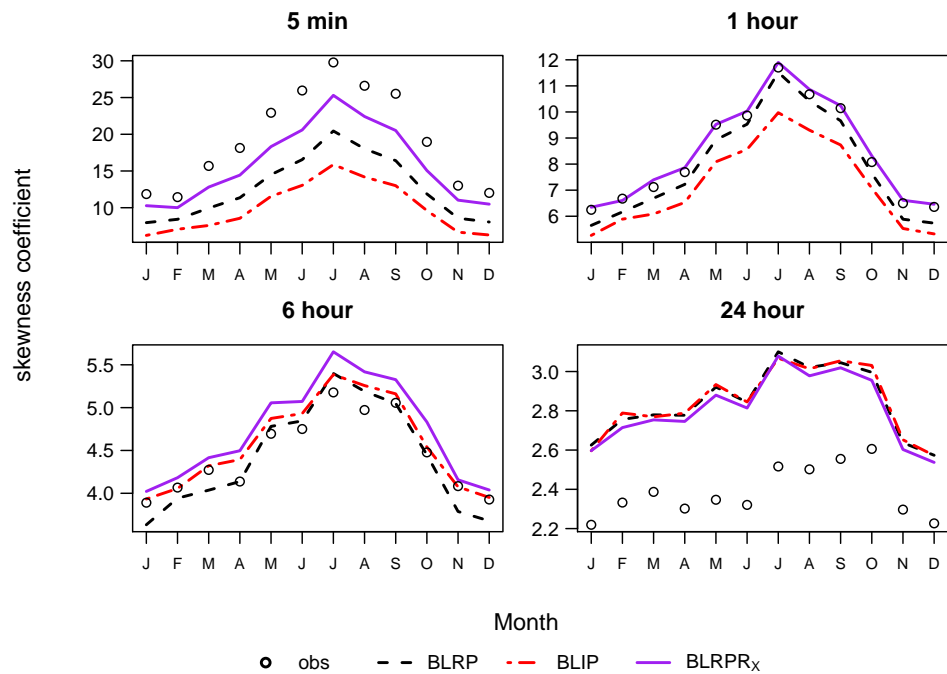 5 min
1 hour
30
25
20
15
10
J F M A M J J A S O N D
12
11
10
9
8
7
6
J F M A M J J A S O N D
skewness coefficient
6 hour
24 hour
5.5
5.0
4.5
4.0
J F M A M J J A S O N D
3.0
2.8
2.6
2.4
2.2
J F M A M J J A S O N D
Month
obs BLRP BLIP BLRPRX